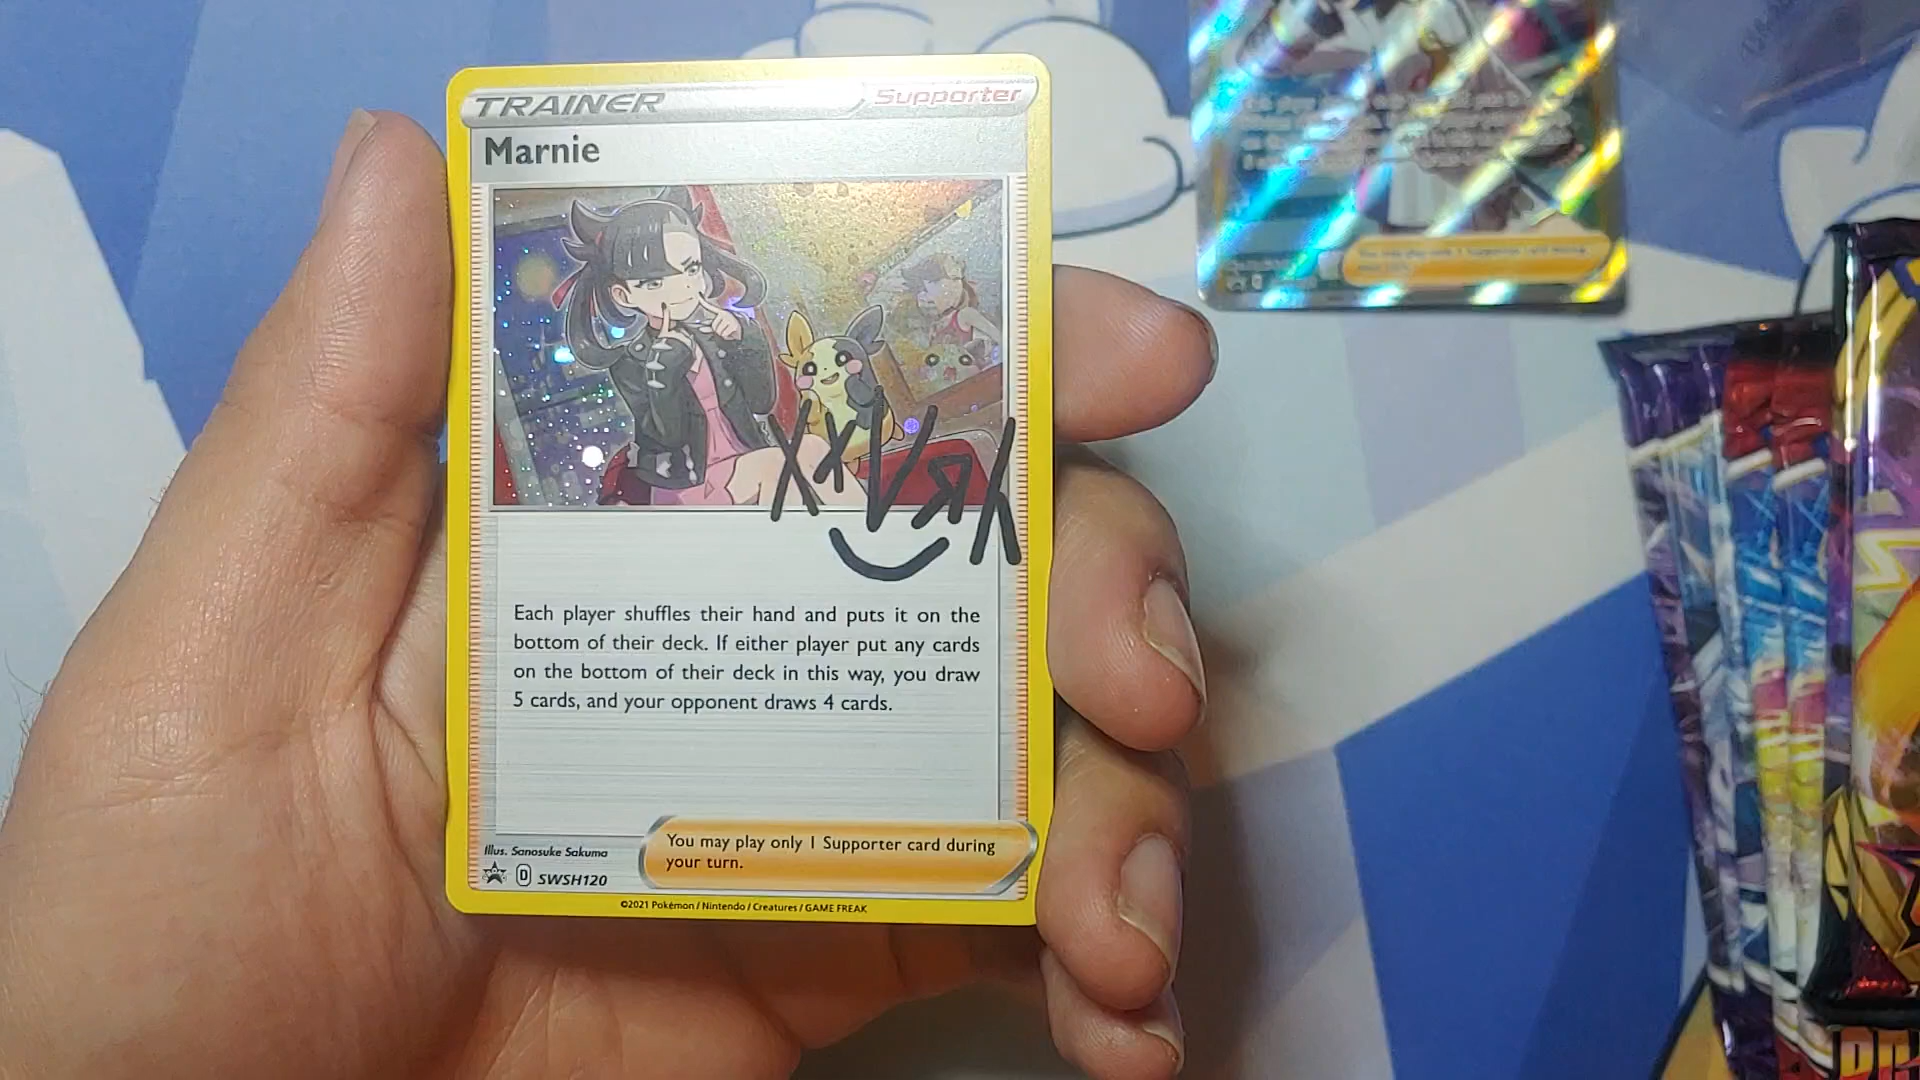 TRAINER
Supporter
Marnie
Each player shuffles their hand and puts it on the
bottom of their deck. If either player put any cards
on the bottom of their deck in this way, you draw
5 cards, and your opponent draws 4 cards.
You may play only 1 Supporter card during
your turn.
Illus. Sanosuke Sakuma
D SWSH120
©2021 Pokémon / Nintendo / Creatures / GAME FREAK